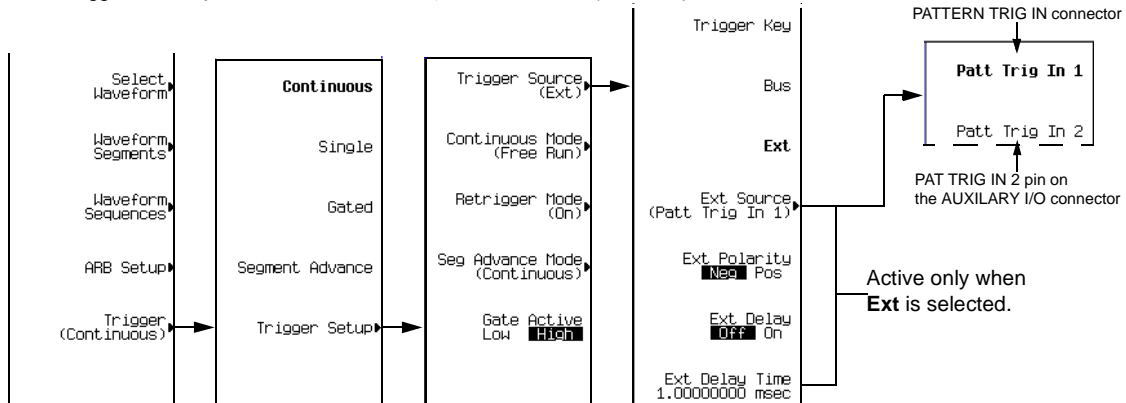 Select
Waveform
Waveform
Segments
Waveform
Sequences
ARB Setup
Trigger
(Continuous)
Continuous
Single
Gated
Segment Advance
Trigger Setup
Trigger Source
(Ext)
Continuous Mode
(Free Run)
Retrigger Mode
(On)
Seg Advance Mode
(Continuous)
Gate Active
Low High
Trigger Key
Bus
Ext
Ext Source
(Patt Trig In 1)
Ext Polarity
Neg Pos
Ext Delay
Off On
Ext Delay Time
1.00000000 msec
PATTERN TRIG IN connector
Patt Trig In 1
Patt Trig In 2
PAT TRIG IN 2 pin on
the AUXILARY I/O connector
Active only when
Ext is selected.